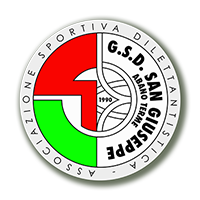 ASSOCIAZIONE SPORTIVA DILETTANTISTICA -
G.S.D. SAN GIUSEPPE
ABANO TERME
1990